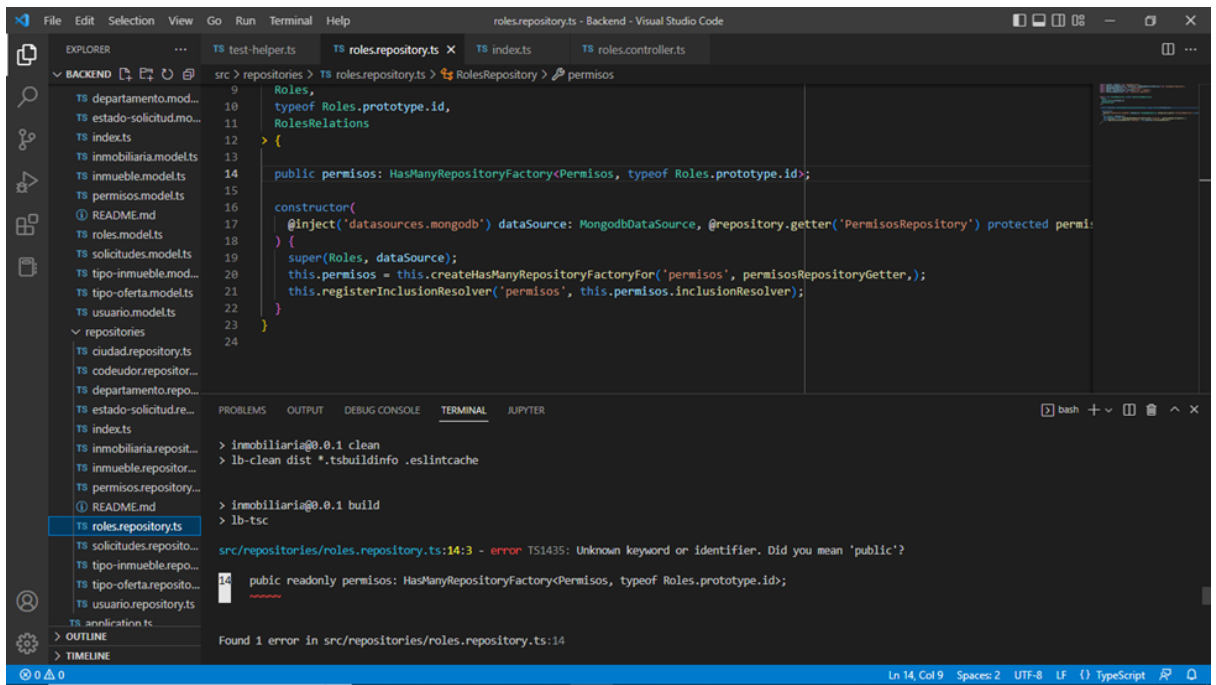 File Edit Selection View Go Run Terminal Help roles.repository.ts - Backend - Visual Studio Code
EXPLORER ...
TS test-helper.ts TS roles.repository.ts TS index.ts TS roles.controller.ts
BACKEND
src > repositories > TS roles.repository.ts > RolesRepository > permisos
TS departamento.mod...
TS estado-solicitud.mo...
TS index.ts
TS inmobiliaria.model.ts
TS inmueble.model.ts
TS permisos.model.ts
README.md
TS roles.model.ts
TS solicitudes.model.ts
TS tipo-inmueble.mod...
TS tipo-oferta.model.ts
TS usuario.model.ts
repositories
TS ciudad.repository.ts
TS codeudor.repositor...
TS departamento.repo...
TS estado-solicitud.re...
TS index.ts
TS inmobiliaria.reposit...
TS inmueble.repositor...
TS permisos.repository...
README.md
TS roles.repository.ts
TS solicitudes.reposito...
TS tipo-inmueble.repo...
TS tipo-oferta.reposito...
TS usuario.repository.ts
TS application.ts
OUTLINE
TIMELINE
9 Roles,
10 typeof Roles.prototype.id,
11 RolesRelations
12 > {
13
14 public permisos: HasManyRepositoryFactory<Permisos, typeof Roles.prototype.id>;
15
16 constructor(
17 @inject('datasources.mongodb') dataSource: MongodbDataSource, @repository.getter('PermisosRepository') protected permi
18 ) {
19 super(Roles, dataSource);
20 this.permisos = this.createHasManyRepositoryFactoryFor('permisos', permisosRepositoryGetter,);
21 this.registerInclusionResolver('permisos', this.permisos.inclusionResolver);
22 }
23 }
24
PROBLEMS OUTPUT DEBUG CONSOLE TERMINAL JUPYTER bash
> inmobiliaria@0.0.1 clean
> lb-clean dist *.tsbuildinfo .eslintcache
> inmobiliaria@0.0.1 build
> lb-tsc
src/repositories/roles.repository.ts:14:3 - error TS1435: Unknown keyword or identifier. Did you mean 'public'?
14 pubic readonly permisos: HasManyRepositoryFactory<Permisos, typeof Roles.prototype.id>;
~~~~~
Found 1 error in src/repositories/roles.repository.ts:14
0 0 Ln 14, Col 9 Spaces: 2 UTF-8 LF {} TypeScript